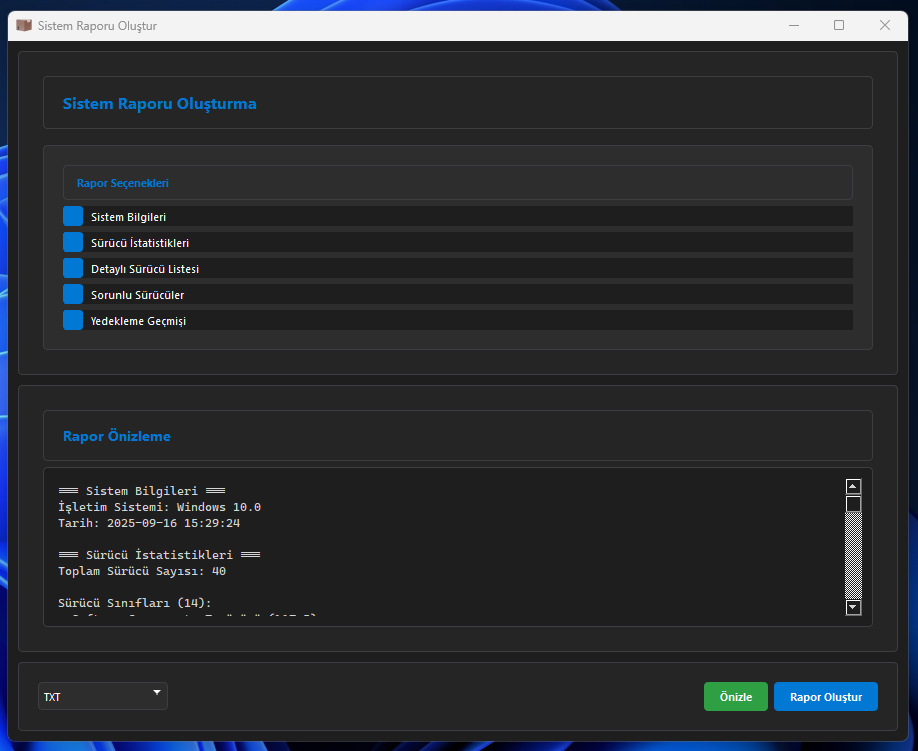 Sistem Raporu Oluştur
Sistem Raporu Oluşturma
Rapor Seçenekleri
Sistem Bilgileri
Sürücü İstatistikleri
Detaylı Sürücü Listesi
Sorunlu Sürücüler
Yedekleme Geçmişi
Rapor Önizleme
=== Sistem Bilgileri ===
İşletim Sistemi: Windows 10.0
Tarih: 2025-09-16 15:29:24
=== Sürücü İstatistikleri ===
Toplam Sürücü Sayısı: 40
Sürücü Sınıfları (14):
TXT
Önizle
Rapor Oluştur